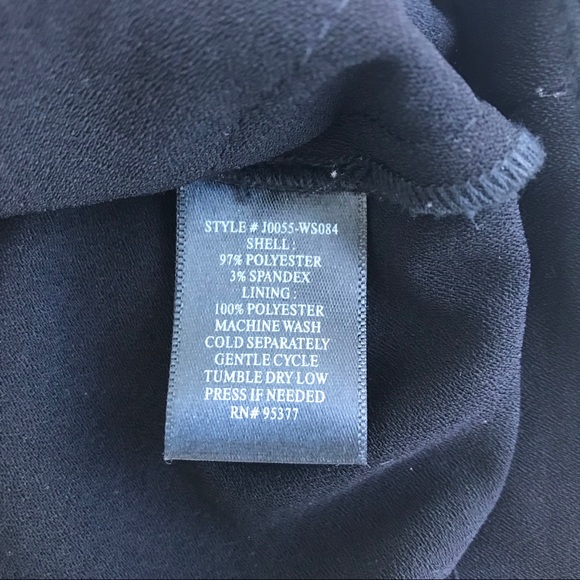 STYLE # J0055-WS084
SHELL :
97% POLYESTER
3% SPANDEX
LINING :
100% POLYESTER
MACHINE WASH
COLD SEPARATELY
GENTLE CYCLE
TUMBLE DRY LOW
PRESS IF NEEDED
RN# 95377